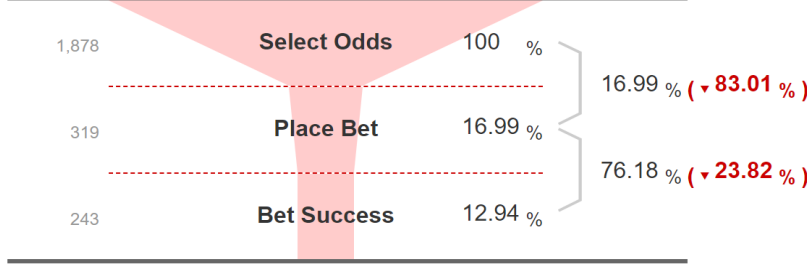 1,878 Select Odds 100 %
16.99 % ( ▼ 83.01 % )
319 Place Bet 16.99 %
76.18 % ( ▼ 23.82 % )
243 Bet Success 12.94 %